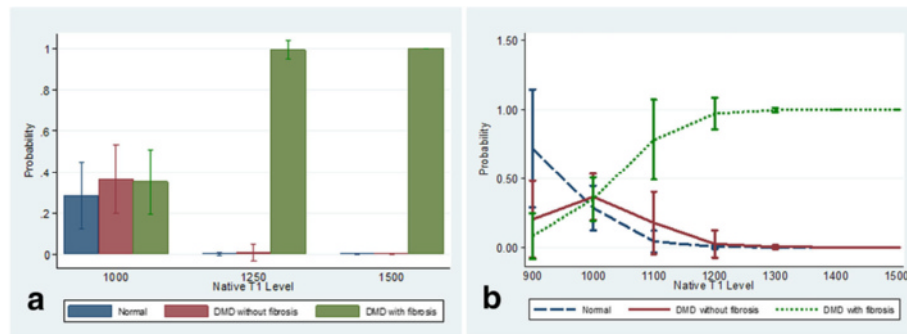 Probability
1
.8
.6
.4
.2
0
1000 1250 1500
Native T1 Level
Normal DMD without fibrosis DMD with fibrosis
a
Probability
1.50
1.00
0.50
0.00
900 1000 1100 1200 1300 1400 1500
Native T1 Level
Normal DMD without fibrosis DMD with fibrosis
b